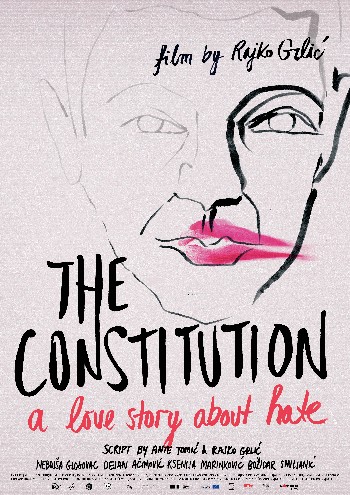 film by Rajko Grlić
THE
CONSTITUTION
a love story about hate
SCRIPT BY ANTE TOMIĆ & RAJKO GRLIĆ
NEBOJŠA GLOGOVAC DEJAN AĆIMOVIĆ KSENIJA MARINKOVIĆ BOŽIDAR SMILJANIĆ